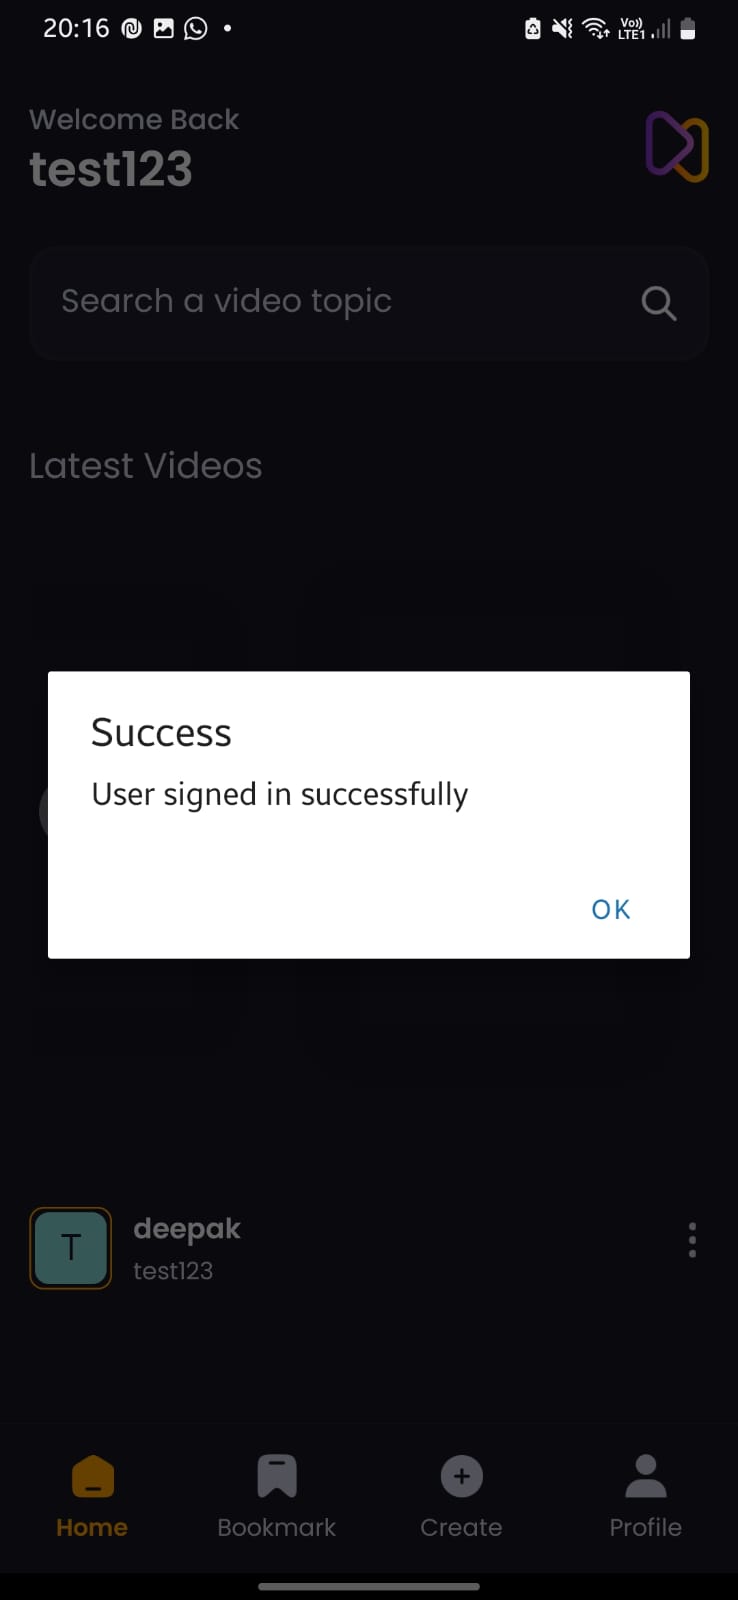 20:16
Vo))
LTE1
Welcome Back
test123
Search a video topic
Latest Videos
Success
User signed in successfully
OK
T
deepak
test123
Home
Bookmark
Create
Profile